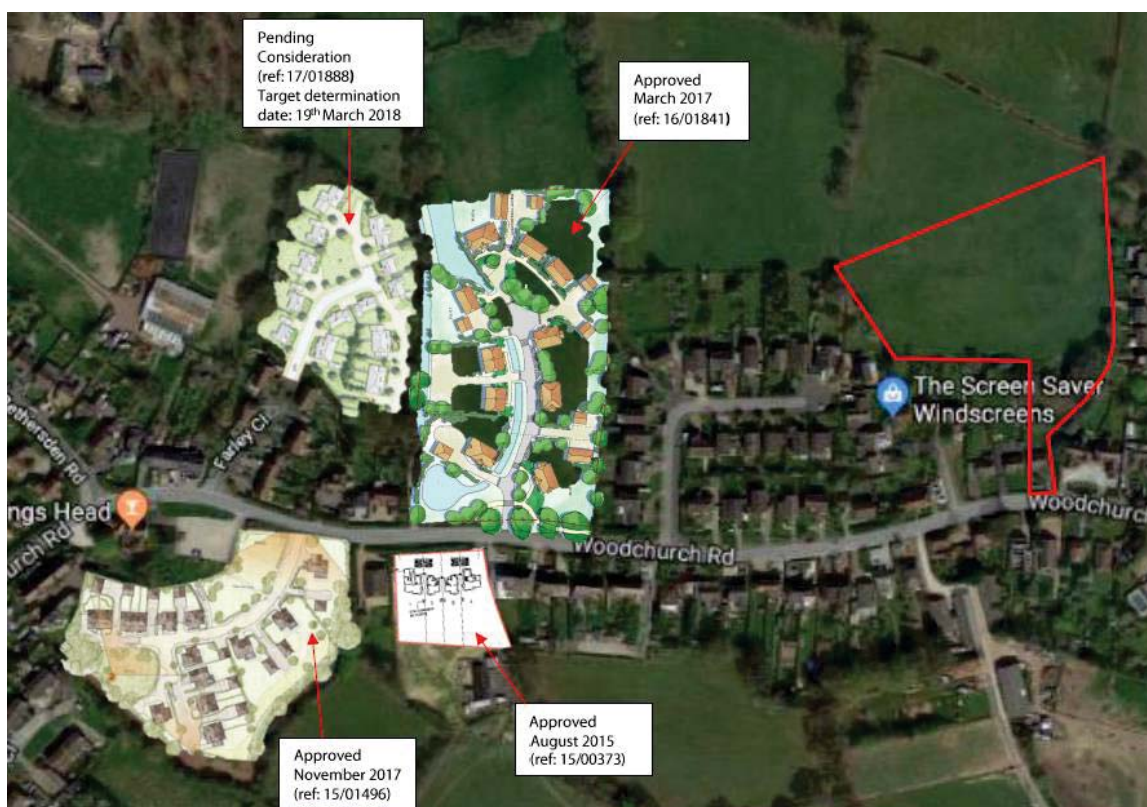 Pending
Consideration
(ref: 17/01888)
Target determination
date: 19th March 2018
Approved
March 2017
(ref: 16/01841)
The Screen Saver
Windscreens
ethersden Rd
Farley Cl
ngs Head
urch Rd
Woodchurch Rd
Woodchurc
Approved
August 2015
(ref: 15/00373)
Approved
November 2017
(ref: 15/01496)